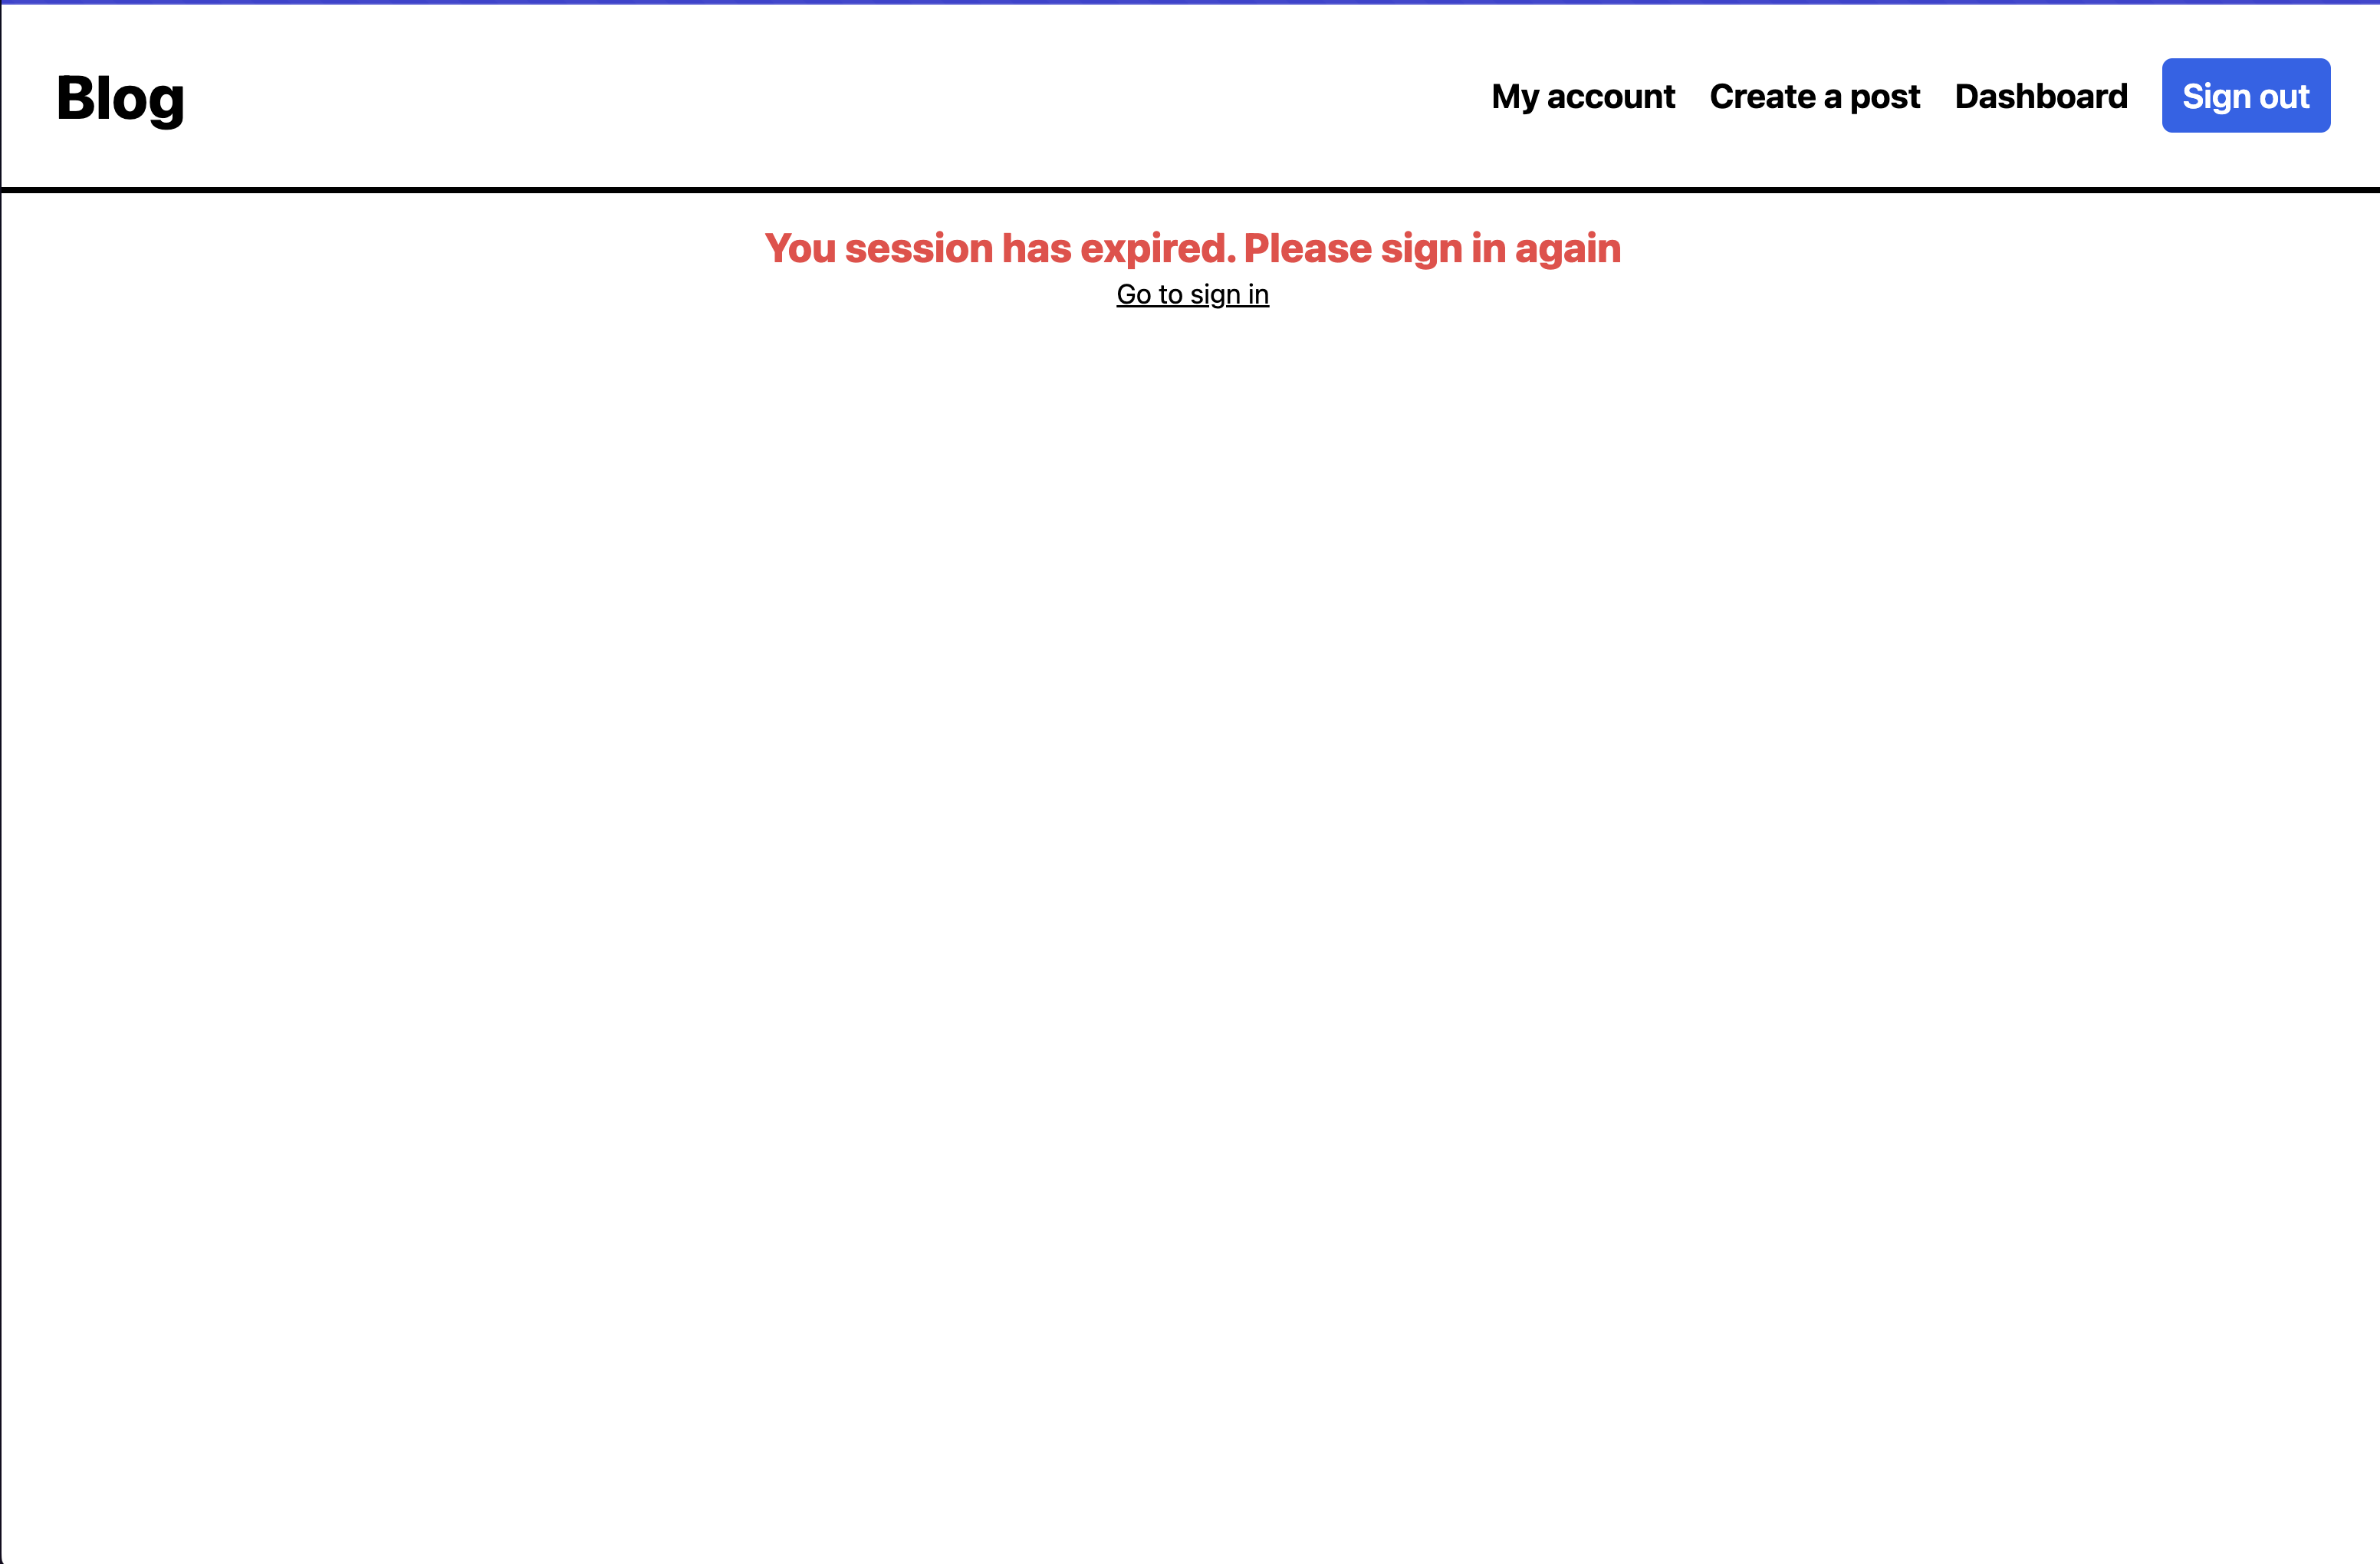 Blog
My account Create a post Dashboard Sign out
You session has expired. Please sign in again
Go to sign in